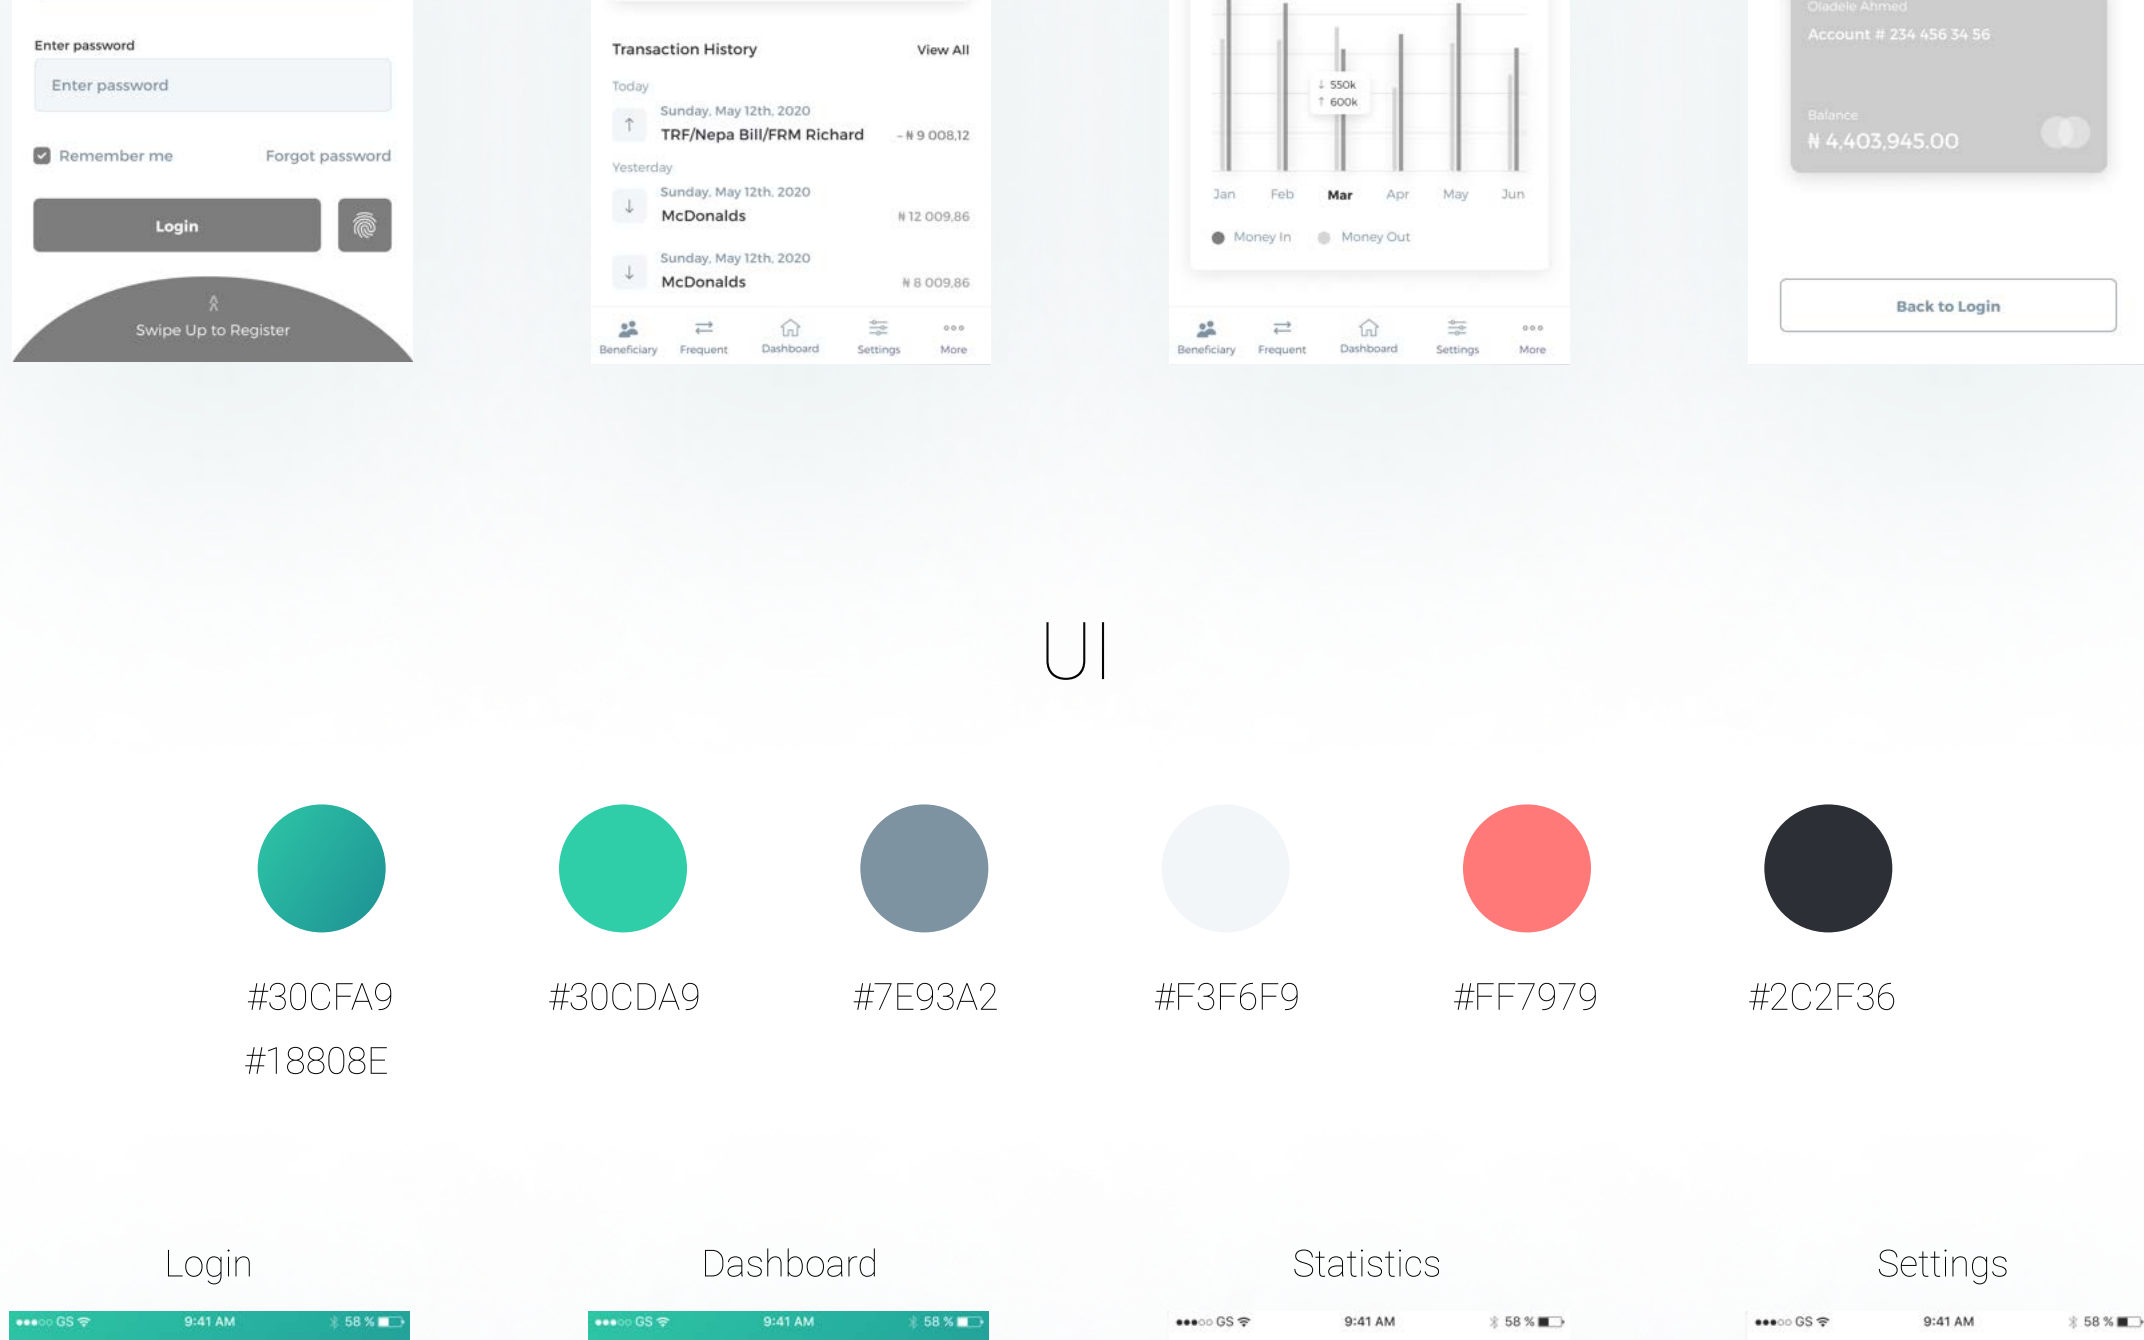 Enter password
Enter password
Remember me
Forgot password
Login
Swipe Up to Register
Transaction History
View All
Today
Sunday, May 12th, 2020
TRF/Nepa Bill/FRM Richard
- ₦ 9 008,12
Yesterday
Sunday, May 12th, 2020
McDonalds
₦ 12 009,86
Sunday, May 12th, 2020
McDonalds
₦ 8 009,86
Beneficiary
Frequent
Dashboard
Settings
More
↓ 550k
↑ 600k
Jan
Feb
Mar
Apr
May
Jun
Money In
Money Out
Beneficiary
Frequent
Dashboard
Settings
More
Oladele Ahmed
Account # 234 456 34 56
Balance
₦ 4,403,945.00
Back to Login
UI
#30CFA9
#18808E
#30CDA9
#7E93A2
#F3F6F9
#FF7979
#2C2F36
Login
Dashboard
Statistics
Settings
GS
9:41 AM
58 %
GS
9:41 AM
58 %
GS
9:41 AM
58 %
GS
9:41 AM
58 %